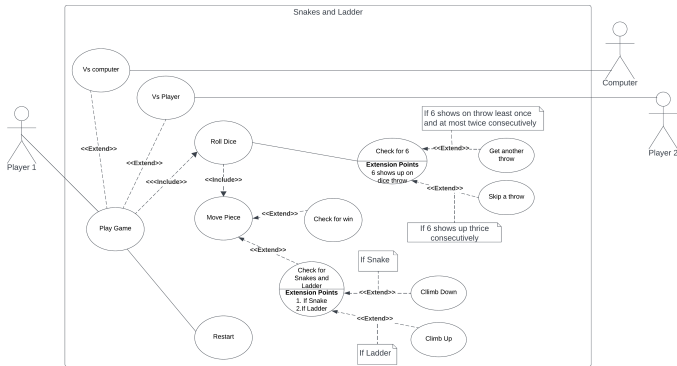 Snakes and Ladder
Vs computer
Computer
Vs Player
Player 2
Player 1
<<Extend>>
<<Extend>>
<<<Include>>
Roll Dice
<<Include>>
If 6 shows on throw least once
and at most twice consecutively
Check for 6
Extension Points
6 shows up on
dice throw
<<Extend>>
Get another
throw
<<Extend>>
Skip a throw
If 6 shows up thrice
consecutively
Play Game
Move Piece
<<Extend>>
Check for win
<<Extend>>
Check for
Snakes and
Ladder
Extension Points
1. If Snake
2.If Ladder
If Snake
<<Extend>>
Cllimb Down
<<Extend>>
Climb Up
If Ladder
Restart